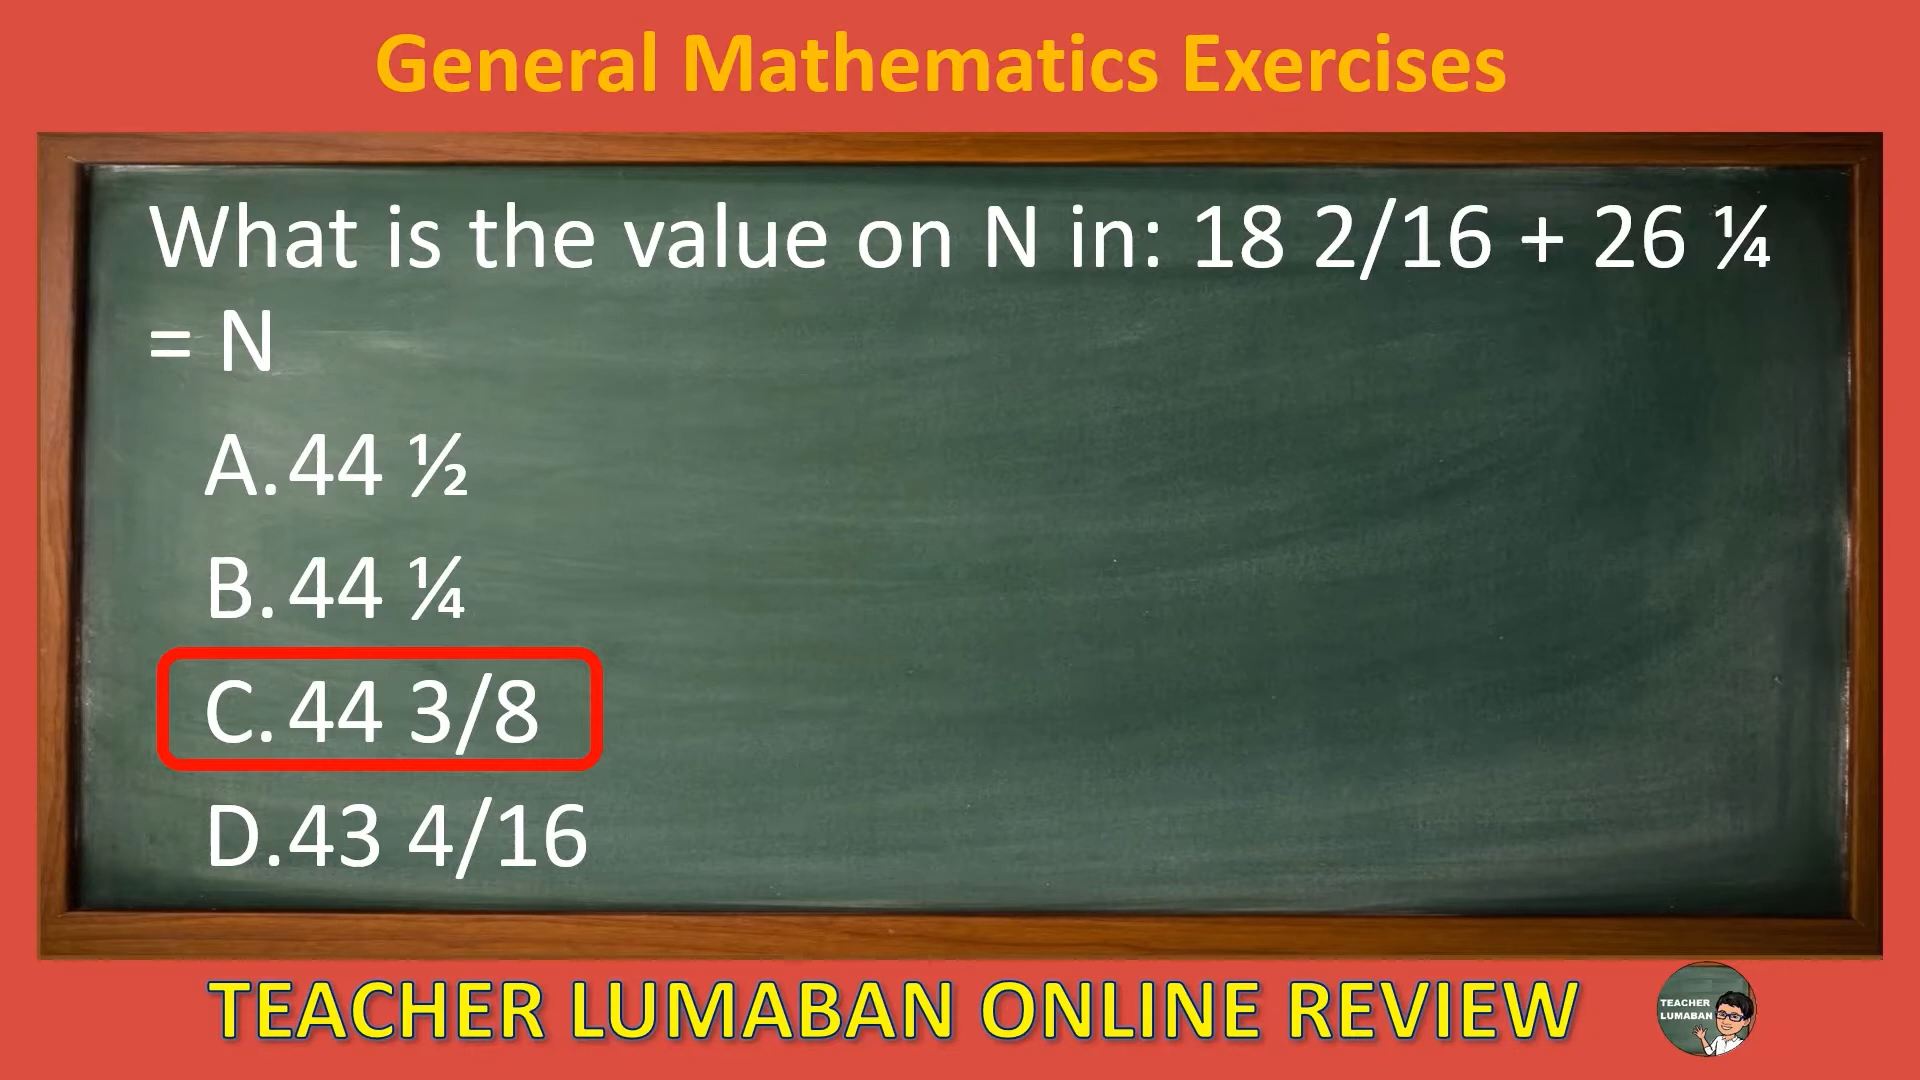 General Mathematics Exercises
What is the value on N in: 18 2/16 + 26 ¼
= N
A. 44 ½
B. 44 ¼
C. 44 3/8
D. 43 4/16
TEACHER LUMABAN ONLINE REVIEW
TEACHER
LUMABAN